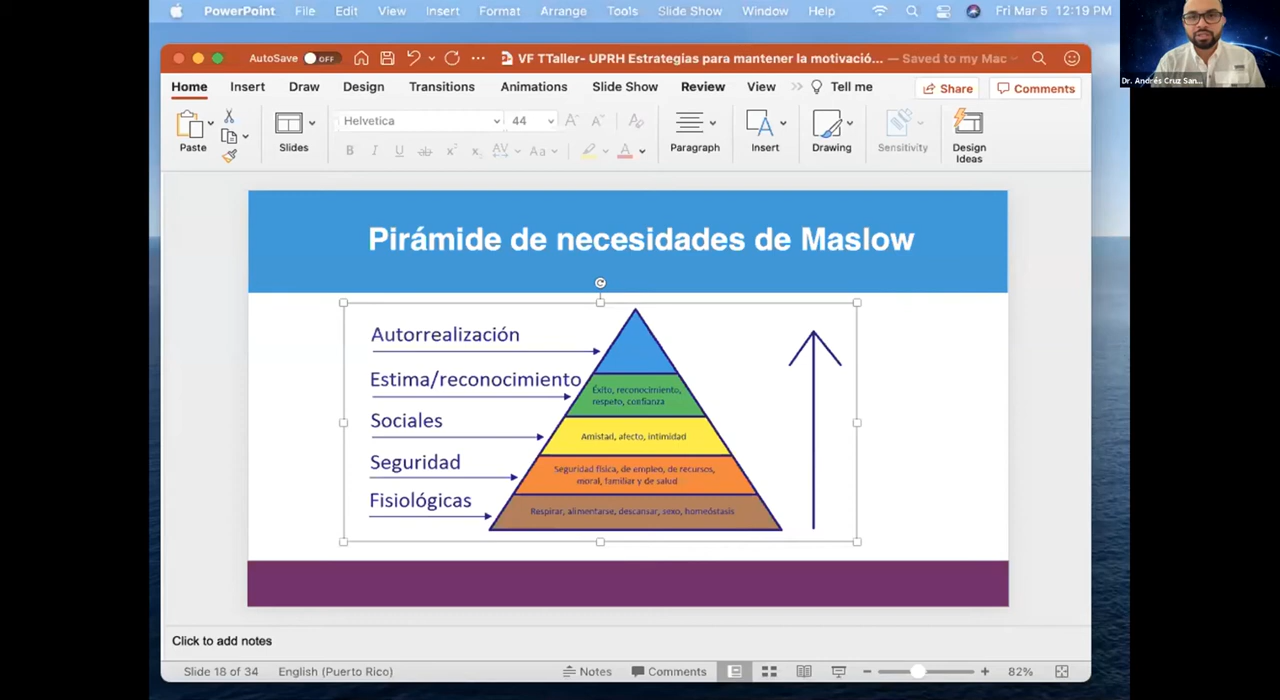 PowerPoint File Edit View Insert Format Arrange Tools Slide Show Window Help Fri Mar 5 12:19 PM
AutoSave OFF VF TTaller- UPRH Estrategias para mantener la motivació... — Saved to my Mac
Home Insert Draw Design Transitions Animations Slide Show Review View Tell me Share Comments
Helvetica 44
Paste Slides Paragraph Insert Drawing Sensitivity Design
Ideas
Dr. Andrés Cruz San...
Pirámide de necesidades de Maslow
Autorrealización
Estima/reconocimiento
Éxito, reconocimiento,
respeto, confianza
Sociales
Amistad, afecto, intimidad
Seguridad
Seguridad física, de empleo, de recursos,
moral, familiar y de salud
Fisiológicas
Respirar, alimentarse, descansar, sexo, homeóstasis
Click to add notes
Slide 18 of 34 English (Puerto Rico) Notes Comments 82%